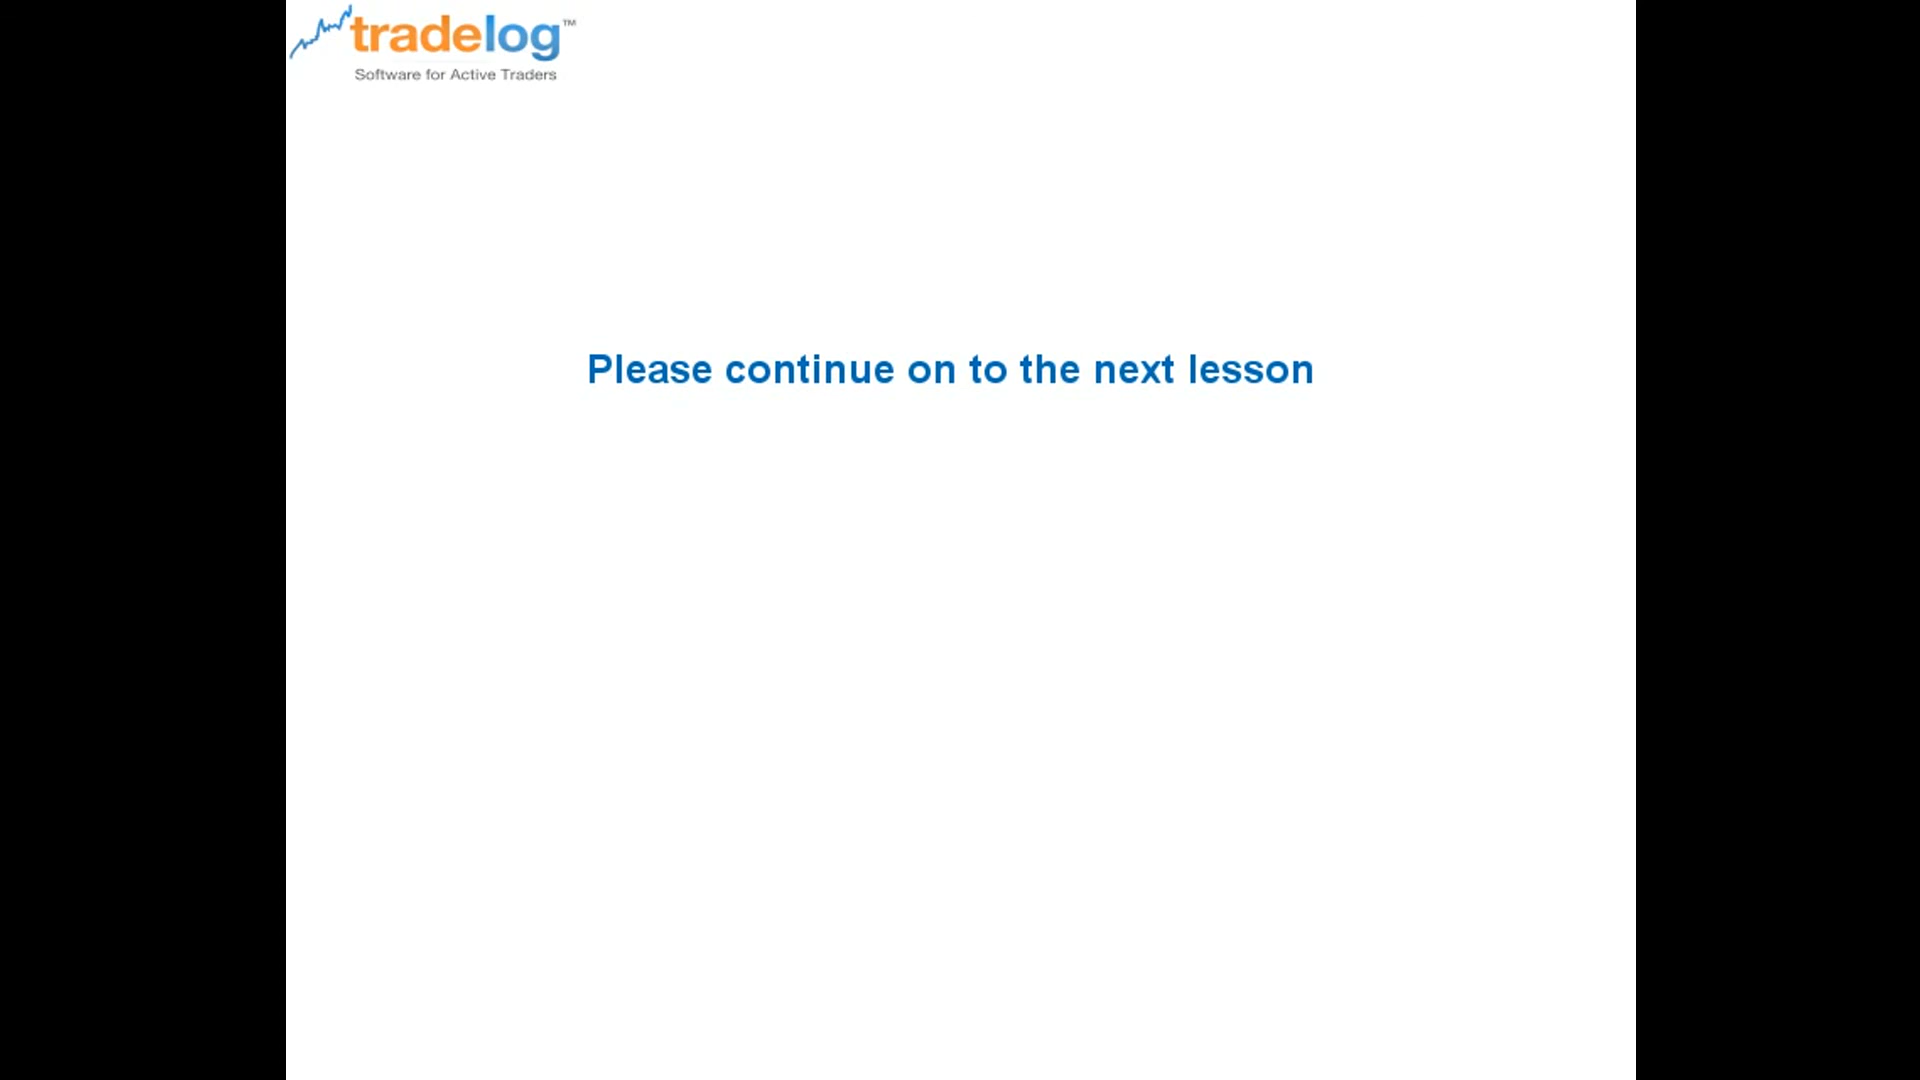 tradelog™
Software for Active Traders
Please continue on to the next lesson